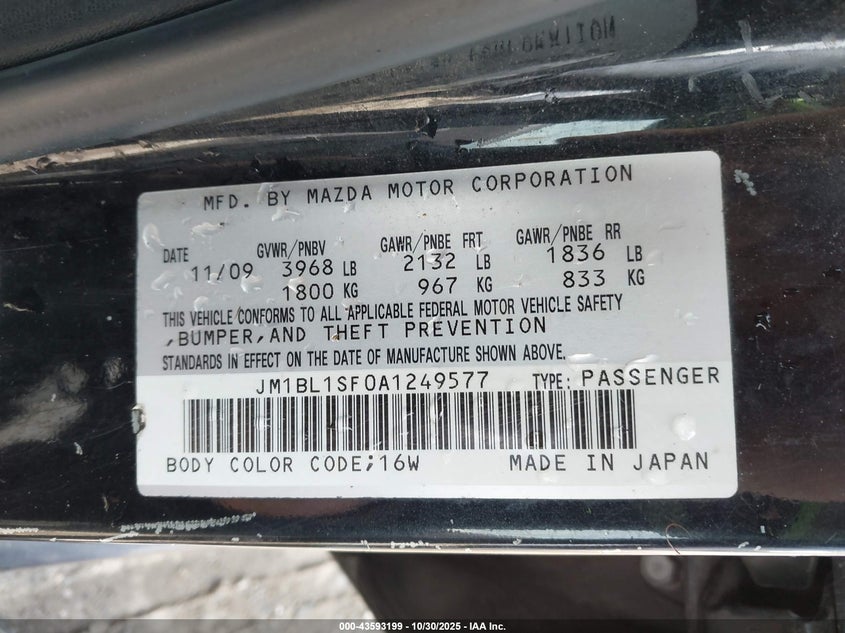 MFD. BY MAZDA MOTOR CORPORATION
DATE GVWR/PNBV GAWR/PNBE FRT GAWR/PNBE RR
11/09 3968 LB 2132 LB 1836 LB
1800 KG 967 KG 833 KG
THIS VEHICLE CONFORMS TO ALL APPLICABLE FEDERAL MOTOR VEHICLE SAFETY
,BUMPER,AND THEFT PREVENTION
STANDARDS IN EFFECT ON THE DATE OF MANUFACTURE SHOWN ABOVE.
JM1BL1SF0A1249577 TYPE: PASSENGER
BODY COLOR CODE;16W MADE IN JAPAN
000-43593199 - 10/30/2025 - IAA Inc.